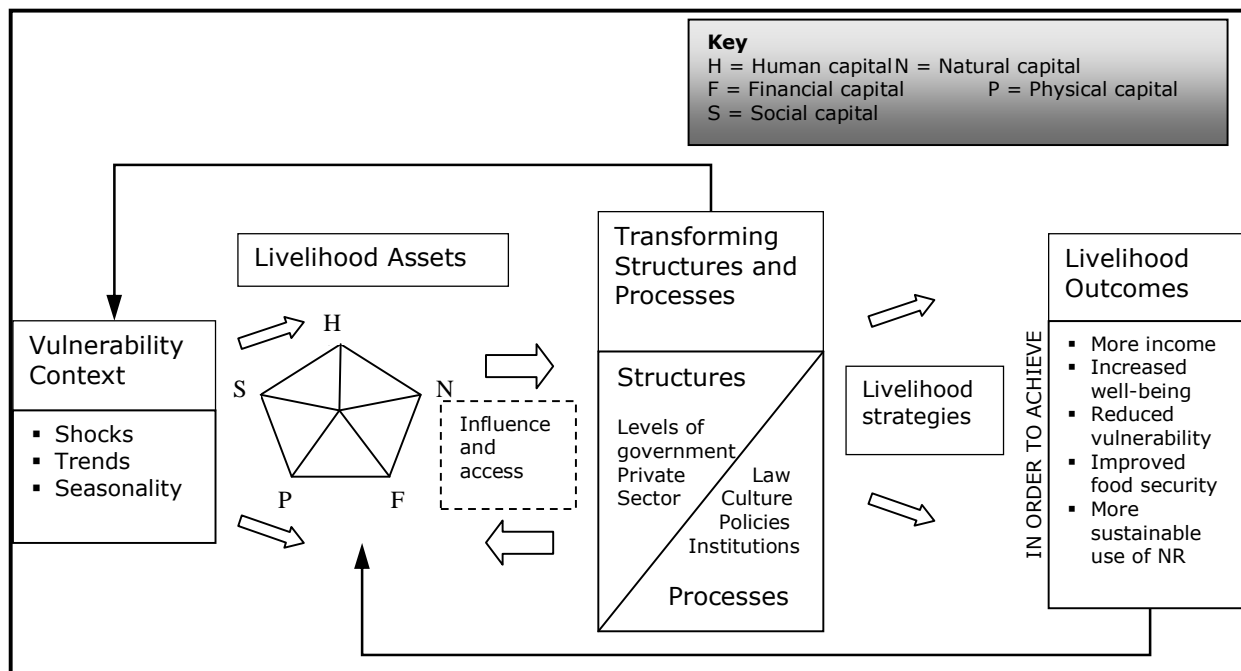 Key
H = Human capitalN = Natural capital
F = Financial capital P = Physical capital
S = Social capital
Livelihood Assets
Transforming
Structures and
Processes
Livelihood
Outcomes
Vulnerability
Context
▪ Shocks
▪ Trends
▪ Seasonality
H
S
N
P
F
Influence
and
access
Structures
Levels of
government
Private
Sector
Law
Culture
Policies
Institutions
Processes
Livelihood
strategies
IN ORDER TO ACHIEVE
▪ More income
▪ Increased
well-being
▪ Reduced
vulnerability
▪ Improved
food security
▪ More
sustainable
use of NR